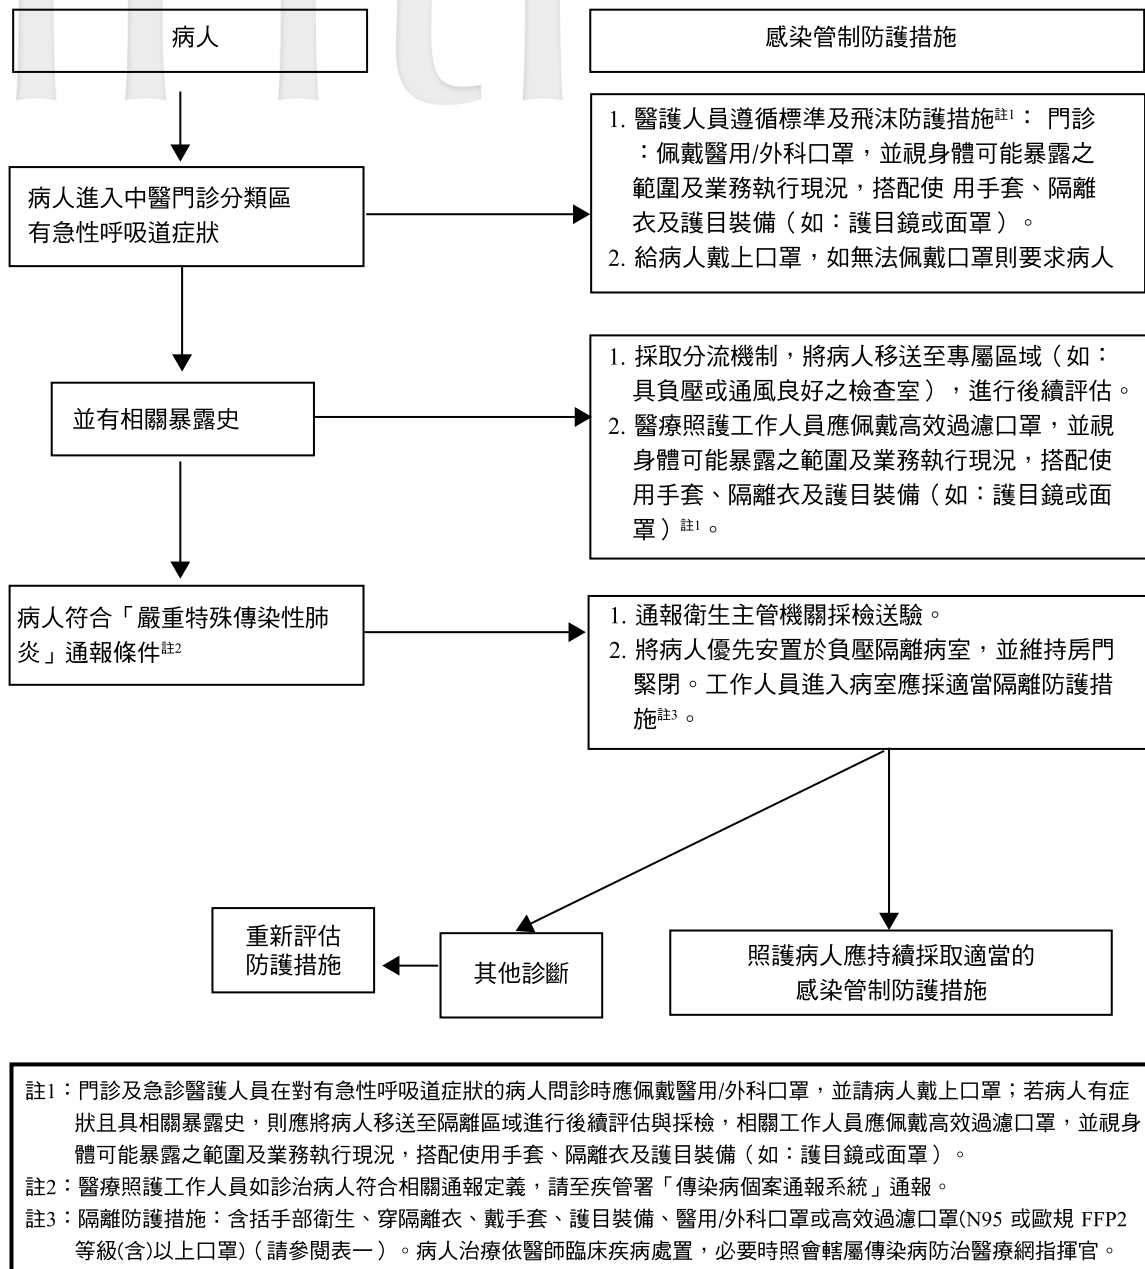 病人
感染管制防護措施
病人進入中醫門診分類區
有急性呼吸道症狀
1. 醫護人員遵循標準及飛沫防護措施註1： 門診
：佩戴醫用/外科口罩，並視身體可能暴露之
範圍及業務執行現況，搭配使 用手套、隔離
衣及護目裝備（如：護目鏡或面罩）。
2. 給病人戴上口罩，如無法佩戴口罩則要求病人
並有相關暴露史
1. 採取分流機制，將病人移送至專屬區域（如：
具負壓或通風良好之檢查室），進行後續評估。
2. 醫療照護工作人員應佩戴高效過濾口罩，並視
身體可能暴露之範圍及業務執行現況，搭配使
用手套、隔離衣及護目裝備（如：護目鏡或面
罩）註1。
病人符合「嚴重特殊傳染性肺
炎」通報條件註2
1. 通報衛生主管機關採檢送驗。
2. 將病人優先安置於負壓隔離病室，並維持房門
緊閉。工作人員進入病室應採適當隔離防護措
施註3。
重新評估
防護措施
其他診斷
照護病人應持續採取適當的
感染管制防護措施
註1：門診及急診醫護人員在對有急性呼吸道症狀的病人問診時應佩戴醫用/外科口罩，並請病人戴上口罩；若病人有症
狀且具相關暴露史，則應將病人移送至隔離區域進行後續評估與採檢，相關工作人員應佩戴高效過濾口罩，並視身
體可能暴露之範圍及業務執行現況，搭配使用手套、隔離衣及護目裝備（如：護目鏡或面罩）。
註2：醫療照護工作人員如診治病人符合相關通報定義，請至疾管署「傳染病個案通報系統」通報。
註3：隔離防護措施：含括手部衛生、穿隔離衣、戴手套、護目裝備、醫用/外科口罩或高效過濾口罩(N95 或歐規 FFP2
等級(含)以上口罩)（請參閱表一）。病人治療依醫師臨床疾病處置，必要時照會轄屬傳染病防治醫療網指揮官。